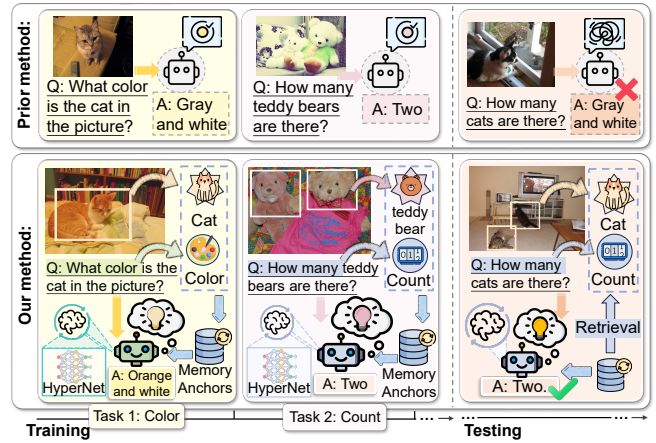 Prior method:
Q: What color
is the cat in
the picture?
A: Gray
and white
Q: How many
teddy bears
are there?
A: Two
Q: How many
cats are there?
A: Gray
and white
Our method:
Cat
Color
Q: What color is the
cat in the picture?
HyperNet
A: Orange
and white
Memory
Anchors
teddy
bear
Count
Q: How many teddy
bears are there?
HyperNet
A: Two
Memory
Anchors
Cat
Count
Q: How many
cats are there?
Retrieval
A: Two.
Task 1: Color
Task 2: Count
...
...
Training
Testing